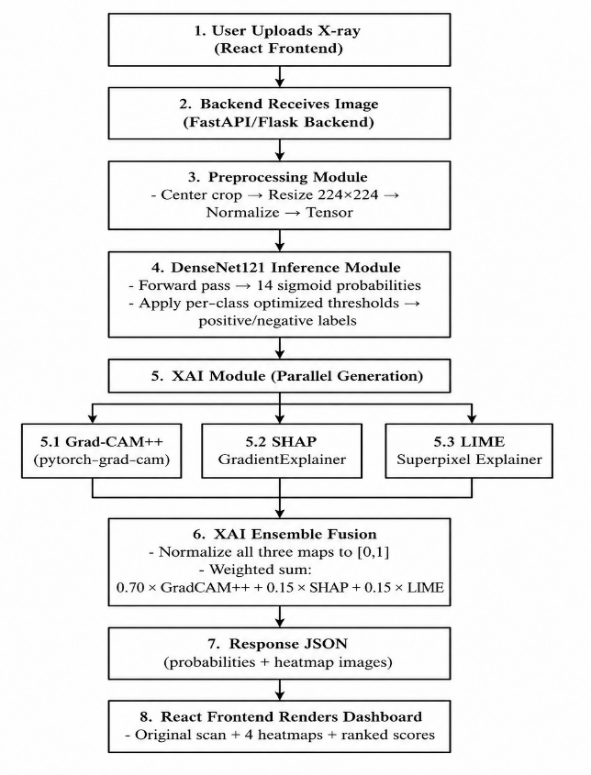 1. User Uploads X-ray
(React Frontend)
2. Backend Receives Image
(FastAPI/Flask Backend)
3. Preprocessing Module
- Center crop → Resize 224×224 →
Normalize → Tensor
4. DenseNet121 Inference Module
- Forward pass → 14 sigmoid probabilities
- Apply per-class optimized thresholds →
positive/negative labels
5. XAI Module (Parallel Generation)
5.1 Grad-CAM++
(pytorch-grad-cam)
5.2 SHAP
GradientExplainer
5.3 LIME
Superpixel Explainer
6. XAI Ensemble Fusion
- Normalize all three maps to [0,1]
- Weighted sum:
0.70 × GradCAM++ + 0.15 × SHAP + 0.15 × LIME
7. Response JSON
(probabilities + heatmap images)
8. React Frontend Renders Dashboard
- Original scan + 4 heatmaps + ranked scores